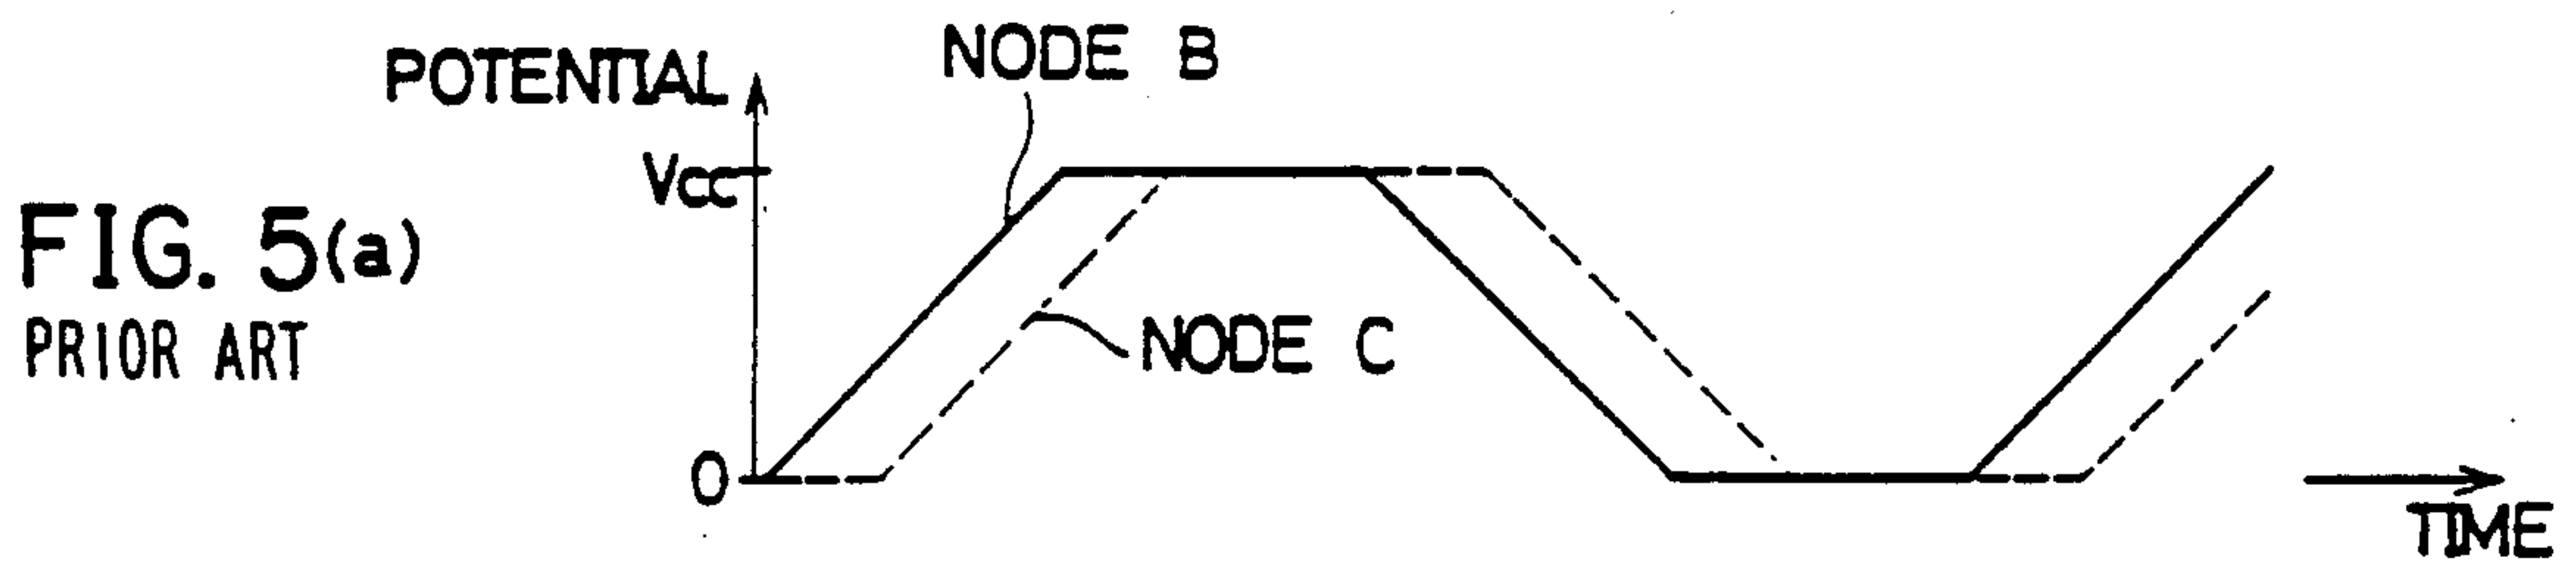 POTENTIAL
NODE B
Vcc
FIG. 5(a)
PRIOR ART
NODE C
0
TIME